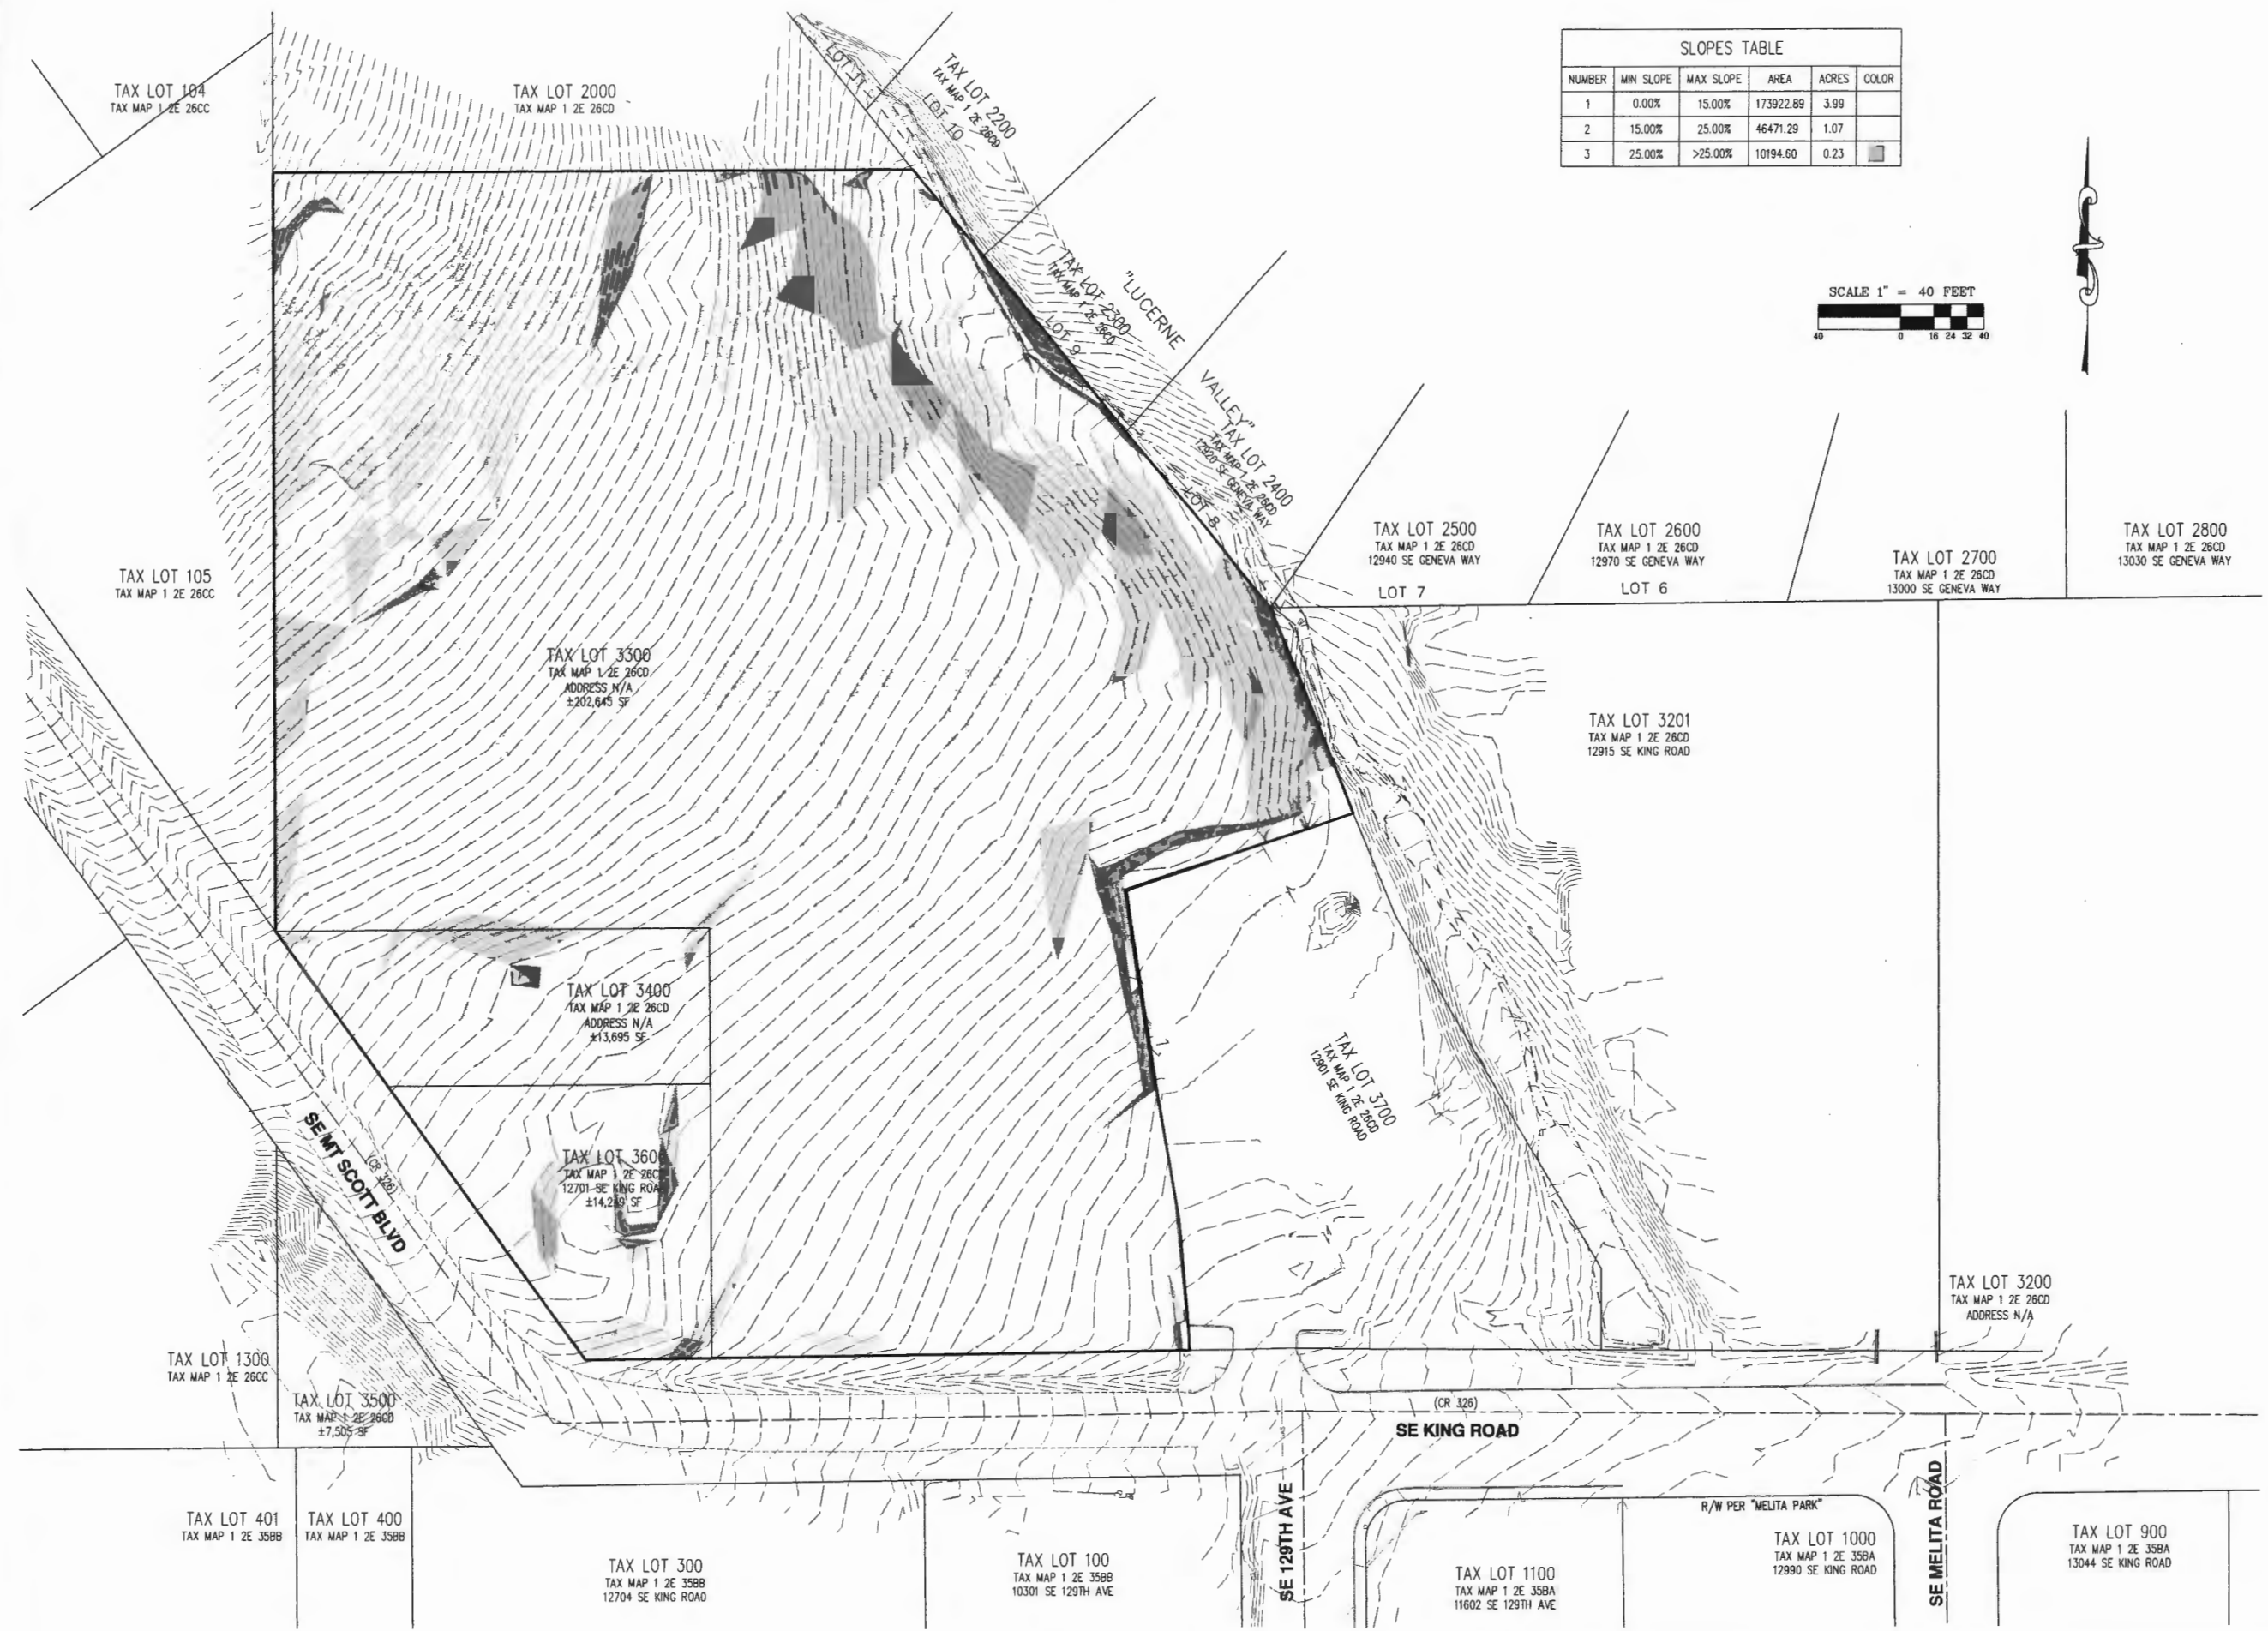 SLOPES TABLE
NUMBER MIN SLOPE MAX SLOPE AREA ACRES COLOR
1 0.00% 15.00% 173922.89 3.99
2 15.00% 25.00% 46471.29 1.07
3 25.00% >25.00% 10194.60 0.23
SCALE 1" = 40 FEET
40 0 16 24 32 40
TAX LOT 104
TAX MAP 1 2E 26CC
TAX LOT 2000
TAX MAP 1 2E 26CD
LOT 11
TAX LOT 2200
TAX MAP 1 2E 26CD
LOT 10
TAX LOT 2300
TAX MAP 1 2E 26CD
LOT 9
"LUCERNE
VALLEY"
TAX LOT 2400
TAX MAP 1 2E 26CD
12920 SE GENEVA WAY
LOT 8
TAX LOT 2500
TAX MAP 1 2E 26CD
12940 SE GENEVA WAY
LOT 7
TAX LOT 2600
TAX MAP 1 2E 26CD
12970 SE GENEVA WAY
LOT 6
TAX LOT 2700
TAX MAP 1 2E 26CD
13000 SE GENEVA WAY
TAX LOT 2800
TAX MAP 1 2E 26CD
13030 SE GENEVA WAY
TAX LOT 105
TAX MAP 1 2E 26CC
TAX LOT 3300
TAX MAP 1 2E 26CD
ADDRESS N/A
±202,645 SF
TAX LOT 3201
TAX MAP 1 2E 26CD
12915 SE KING ROAD
TAX LOT 3400
TAX MAP 1 2E 26CD
ADDRESS N/A
±13,695 SF
TAX LOT 3700
TAX MAP 1 2E 26CD
12901 SE KING ROAD
TAX LOT 3600
TAX MAP 1 2E 26C
12701 SE KING ROA
SF
(CR 326)
SE MT SCOTT BLVD
TAX LOT 3200
TAX MAP 1 2E 26CD
ADDRESS N/A
TAX LOT 1300
TAX MAP 1 2E 26CC
TAX LOT 3500
TAX MAP 1 2E 26CD
±7,505 SF
(CR 326)
SE KING ROAD
SE 129TH AVE
SE MELITA ROAD
R/W PER "MELITA PARK"
TAX LOT 401
TAX MAP 1 2E 35BB
TAX LOT 400
TAX MAP 1 2E 35BB
TAX LOT 300
TAX MAP 1 2E 35BB
12704 SE KING ROAD
TAX LOT 100
TAX MAP 1 2E 35BB
10301 SE 129TH AVE
TAX LOT 1100
TAX MAP 1 2E 35BA
11602 SE 129TH AVE
TAX LOT 1000
TAX MAP 1 2E 35BA
12990 SE KING ROAD
TAX LOT 900
TAX MAP 1 2E 35BA
13044 SE KING ROAD